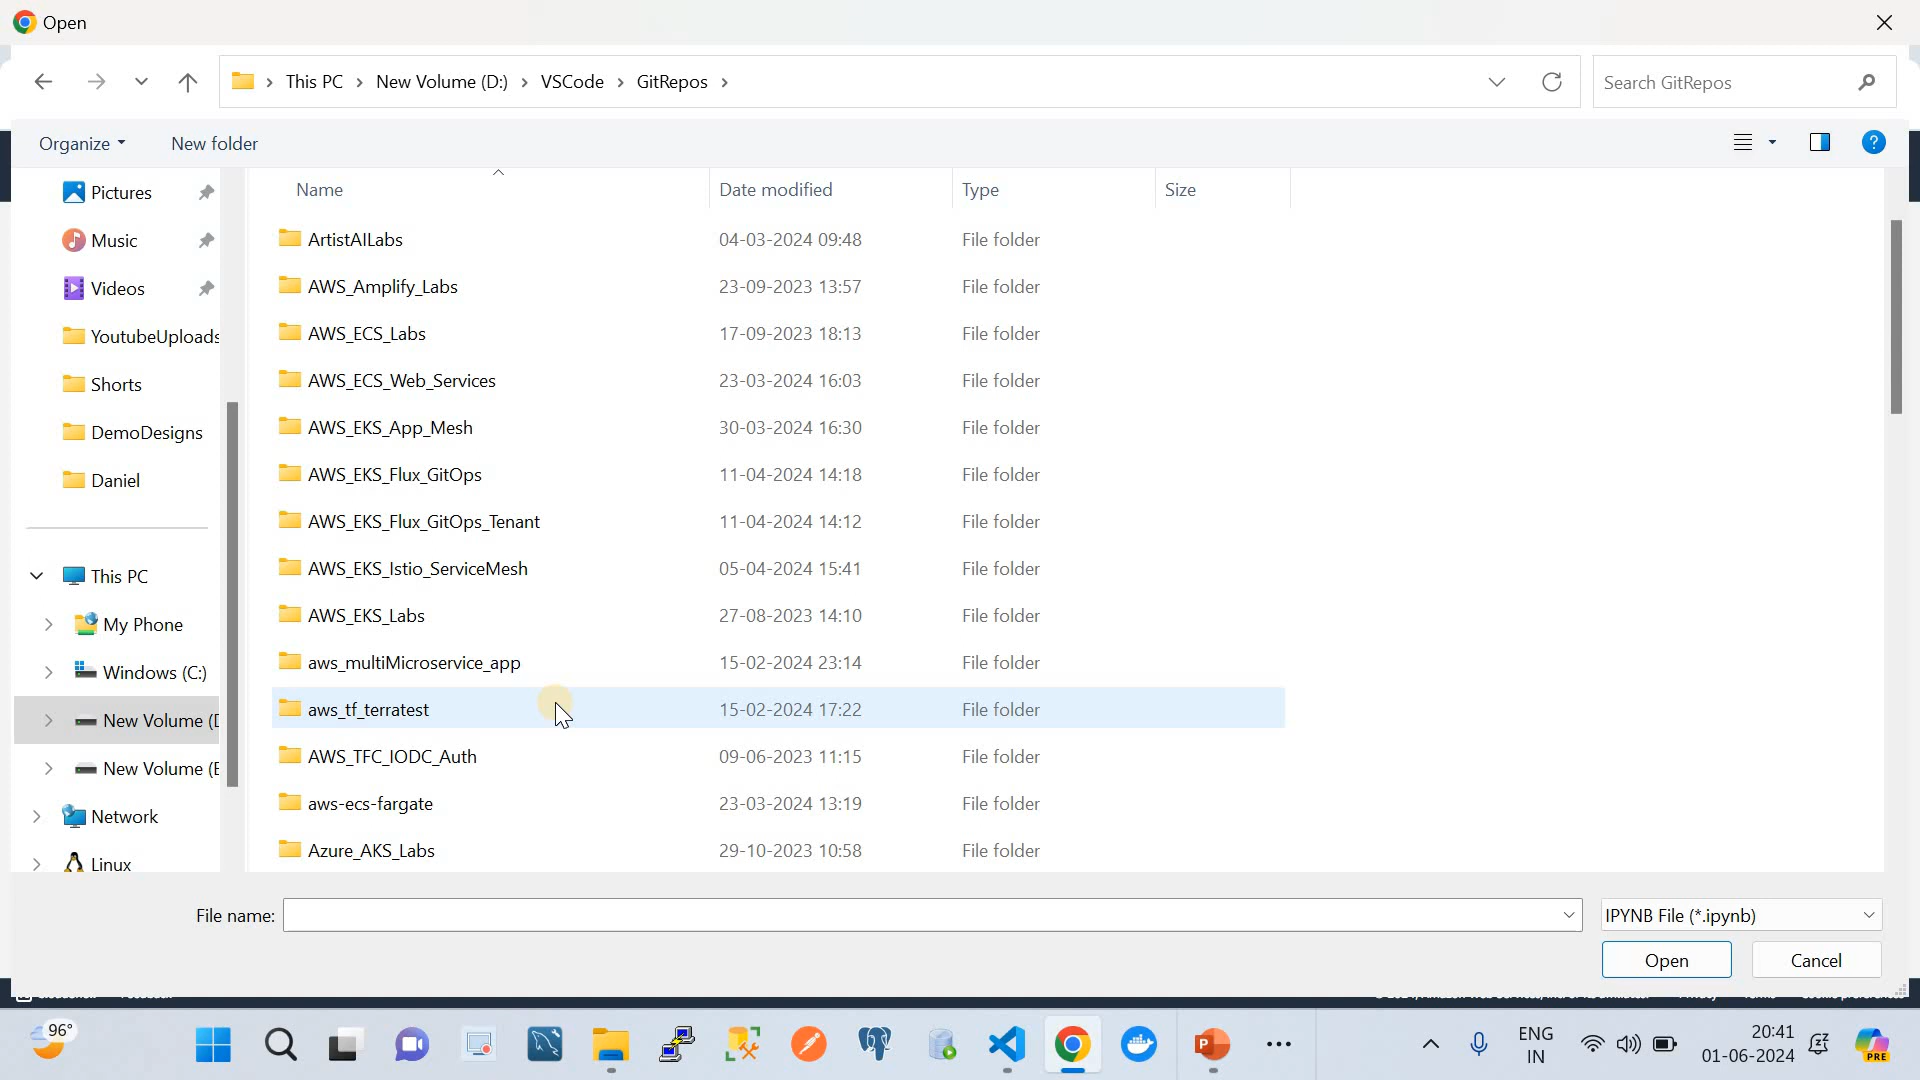 Open
This PC > New Volume (D:) > VSCode > GitRepos >
Search GitRepos
Organize
New folder
Name Date modified Type Size
Pictures
Music
Videos
YoutubeUploads
Shorts
DemoDesigns
Daniel
This PC
My Phone
Windows (C:)
New Volume (D
New Volume (E
Network
Linux
ArtistAILabs 04-03-2024 09:48 File folder
AWS_Amplify_Labs 23-09-2023 13:57 File folder
AWS_ECS_Labs 17-09-2023 18:13 File folder
AWS_ECS_Web_Services 23-03-2024 16:03 File folder
AWS_EKS_App_Mesh 30-03-2024 16:30 File folder
AWS_EKS_Flux_GitOps 11-04-2024 14:18 File folder
AWS_EKS_Flux_GitOps_Tenant 11-04-2024 14:12 File folder
AWS_EKS_Istio_ServiceMesh 05-04-2024 15:41 File folder
AWS_EKS_Labs 27-08-2023 14:10 File folder
aws_multiMicroservice_app 15-02-2024 23:14 File folder
aws_tf_terratest 15-02-2024 17:22 File folder
AWS_TFC_IODC_Auth 09-06-2023 11:15 File folder
aws-ecs-fargate 23-03-2024 13:19 File folder
Azure_AKS_Labs 29-10-2023 10:58 File folder
File name:
IPYNB File (*.ipynb)
Open Cancel
96°
ENG
IN
20:41
01-06-2024
PRE